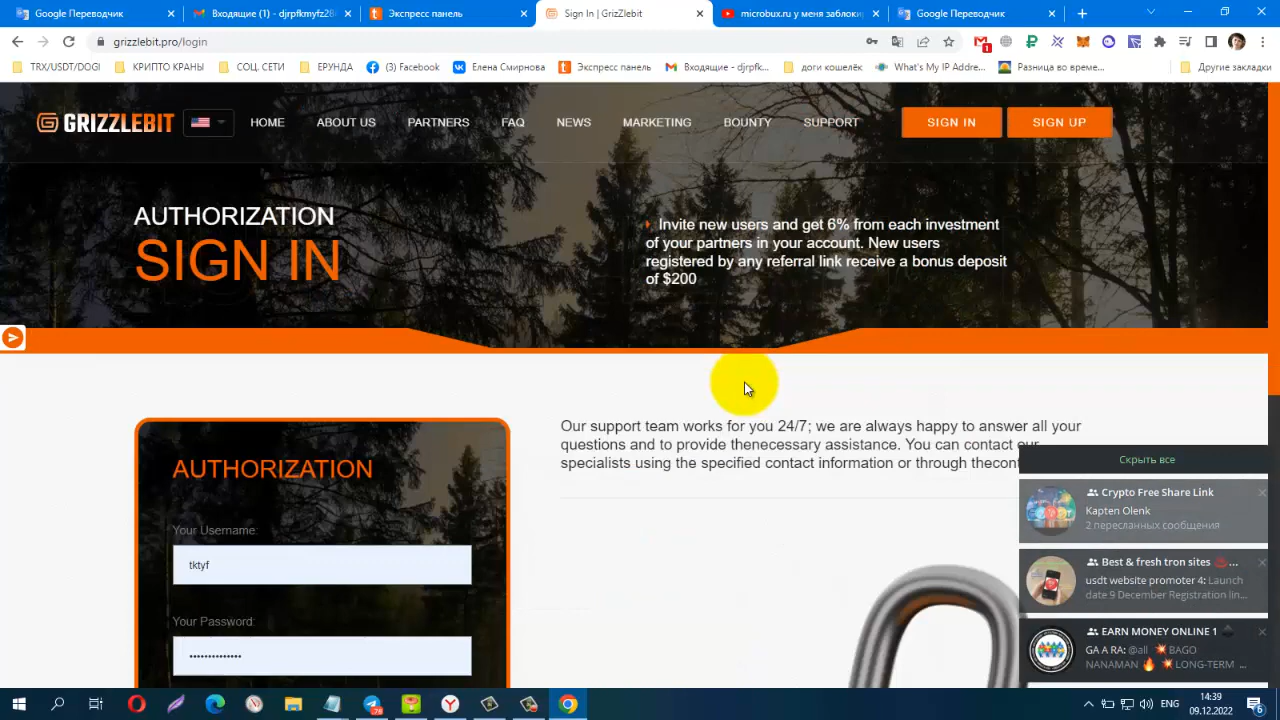 Google Переводчик
Входящие (1) - djrpfkmyfz28
Экспресс панель
Sign In | GriZzlebit
microbux.ru у меня заблоки
Google Переводчик
grizzlebit.pro/login
TRX/USDT/DOGI
КРИПТО КРАНЫ
СОЦ. СЕТИ
ЕРУНДА
(3) Facebook
Елена Смирнова
Экспресс панель
Входящие - djrpfk...
доги кошелёк
What's My IP Addre...
Разница во време...
Другие закладки
GRIZZLEBIT
HOME
ABOUT US
PARTNERS
FAQ
NEWS
MARKETING
BOUNTY
SUPPORT
SIGN IN
SIGN UP
AUTHORIZATION
SIGN IN
Invite new users and get 6% from each investment
of your partners in your account. New users
registered by any referral link receive a bonus deposit
of $200
Our support team works for you 24/7; we are always happy to answer all your
questions and to provide thenecessary assistance. You can contact our
specialists using the specified contact information or through thecont
AUTHORIZATION
Your Username:
tktyf
Your Password:
••••••••••••••
Скрыть все
Crypto Free Share Link
Kapten Olenk
2 пересланных сообщения
Best & fresh tron sites ...
usdt website promoter 4: Launch
date 9 December Registration lin...
EARN MONEY ONLINE 1
GA A RA: @all BAGO
NANAMAN LONG-TERM ...
ENG
14:39
09.12.2022